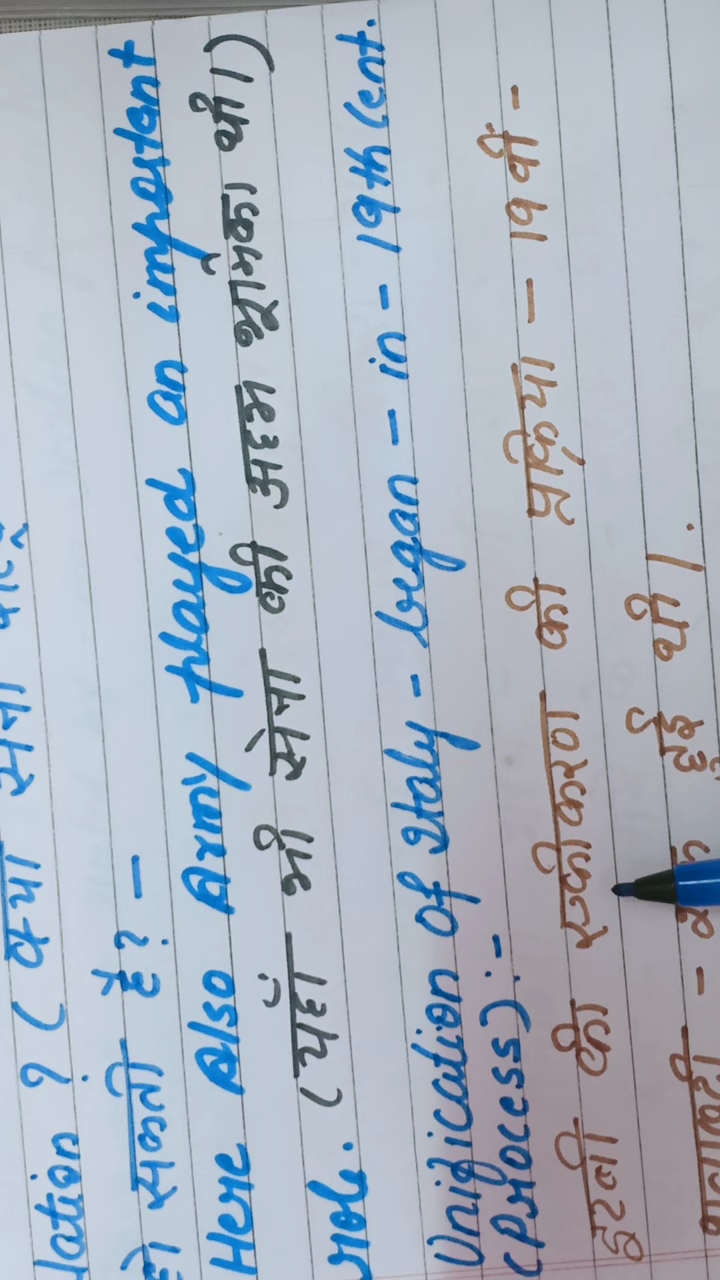 lation ? ( क्या सेना
हो सकती है? -
Here Also Army played an important
role. (यहाँ भी सेना की अहम भूमिका थी।)
Unification Of Italy - began - in - 19th Cent.
(Process) :-
इटली की एकीकरण की प्रक्रिया - 19 वीं -
हुई थी।.